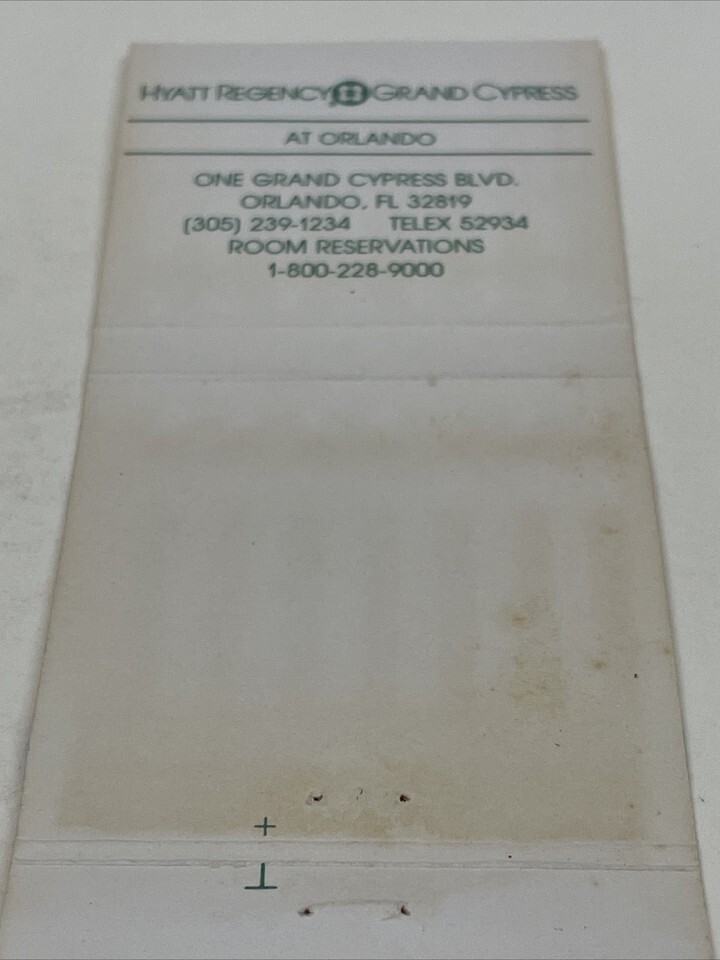 HYATT REGENCY GRAND CYPRESS
AT ORLANDO
ONE GRAND CYPRESS BLVD.
ORLANDO, FL 32819
(305) 239-1234 TELEX 52934
ROOM RESERVATIONS
1-800-228-9000